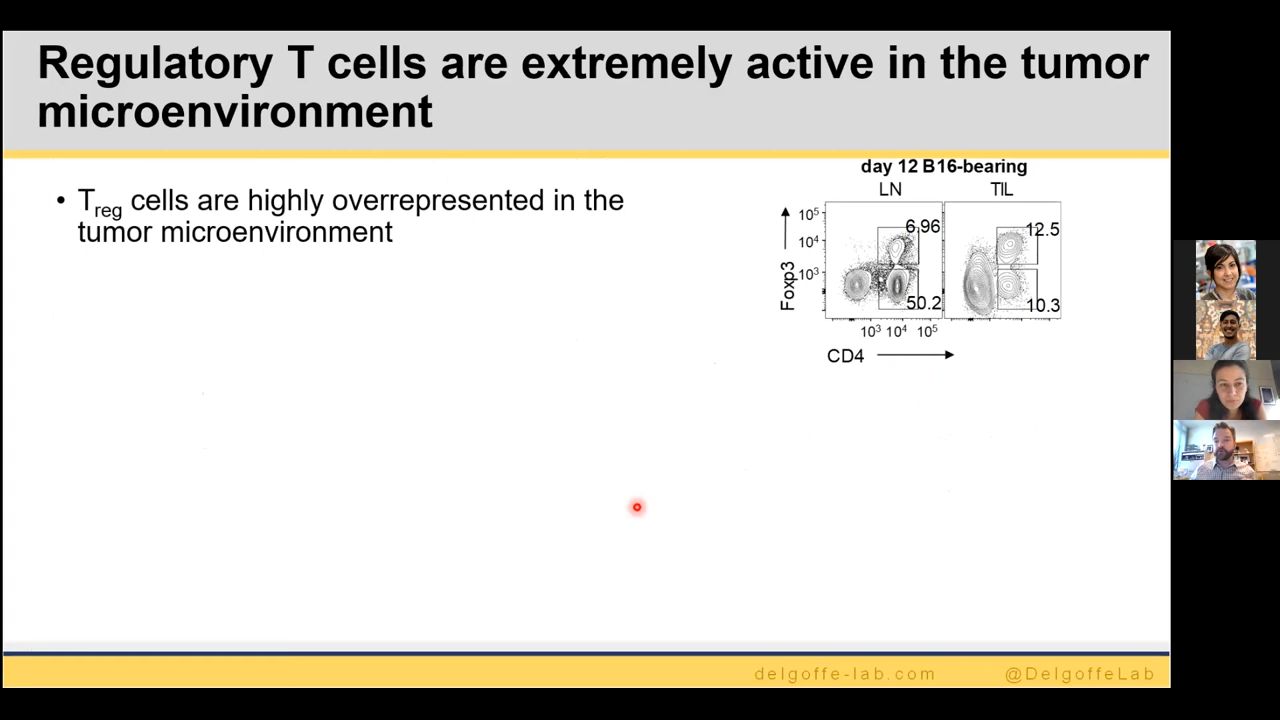 Regulatory T cells are extremely active in the tumor
microenvironment
• Treg cells are highly overrepresented in the
tumor microenvironment
day 12 B16-bearing
LN TIL
10⁵
10⁴
10³
6.96 12.5
50.2 10.3
Foxp3
10³ 10⁴ 10⁵
CD4
delgoffe-lab.com @DelgoffeLab